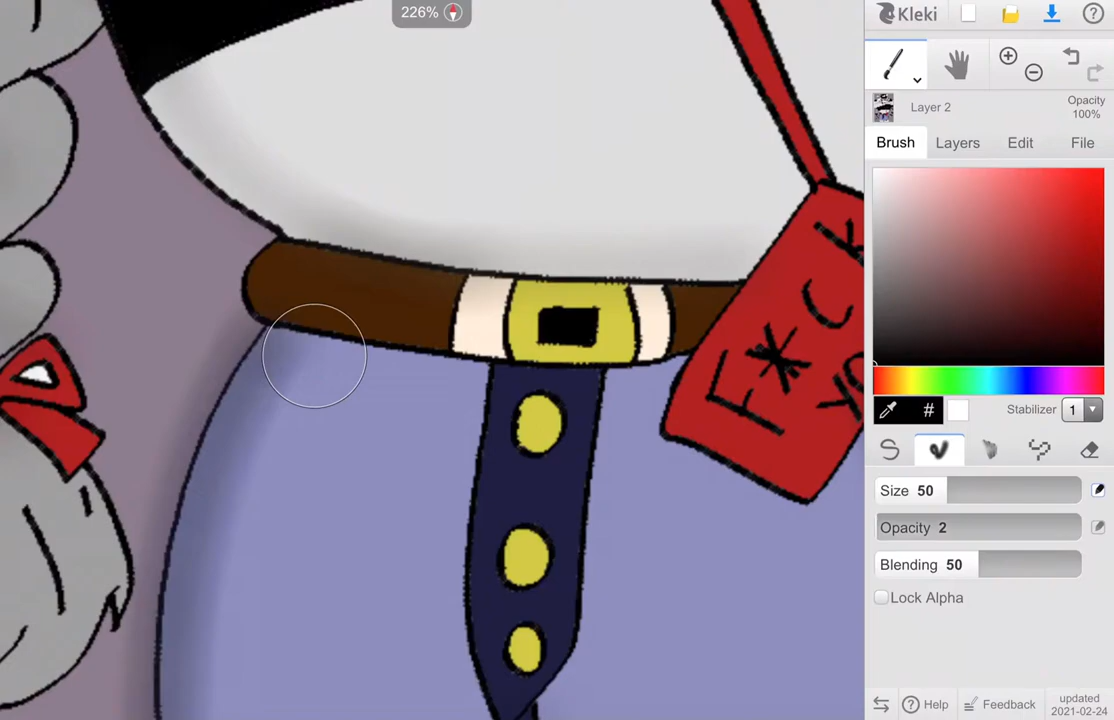 226%
Kleki
Layer 2
Opacity
100%
Brush
Layers
Edit
File
#
Stabilizer
1
Size 50
Opacity 2
Blending 50
Lock Alpha
Help
Feedback
updated
2021-02-24
F*CK